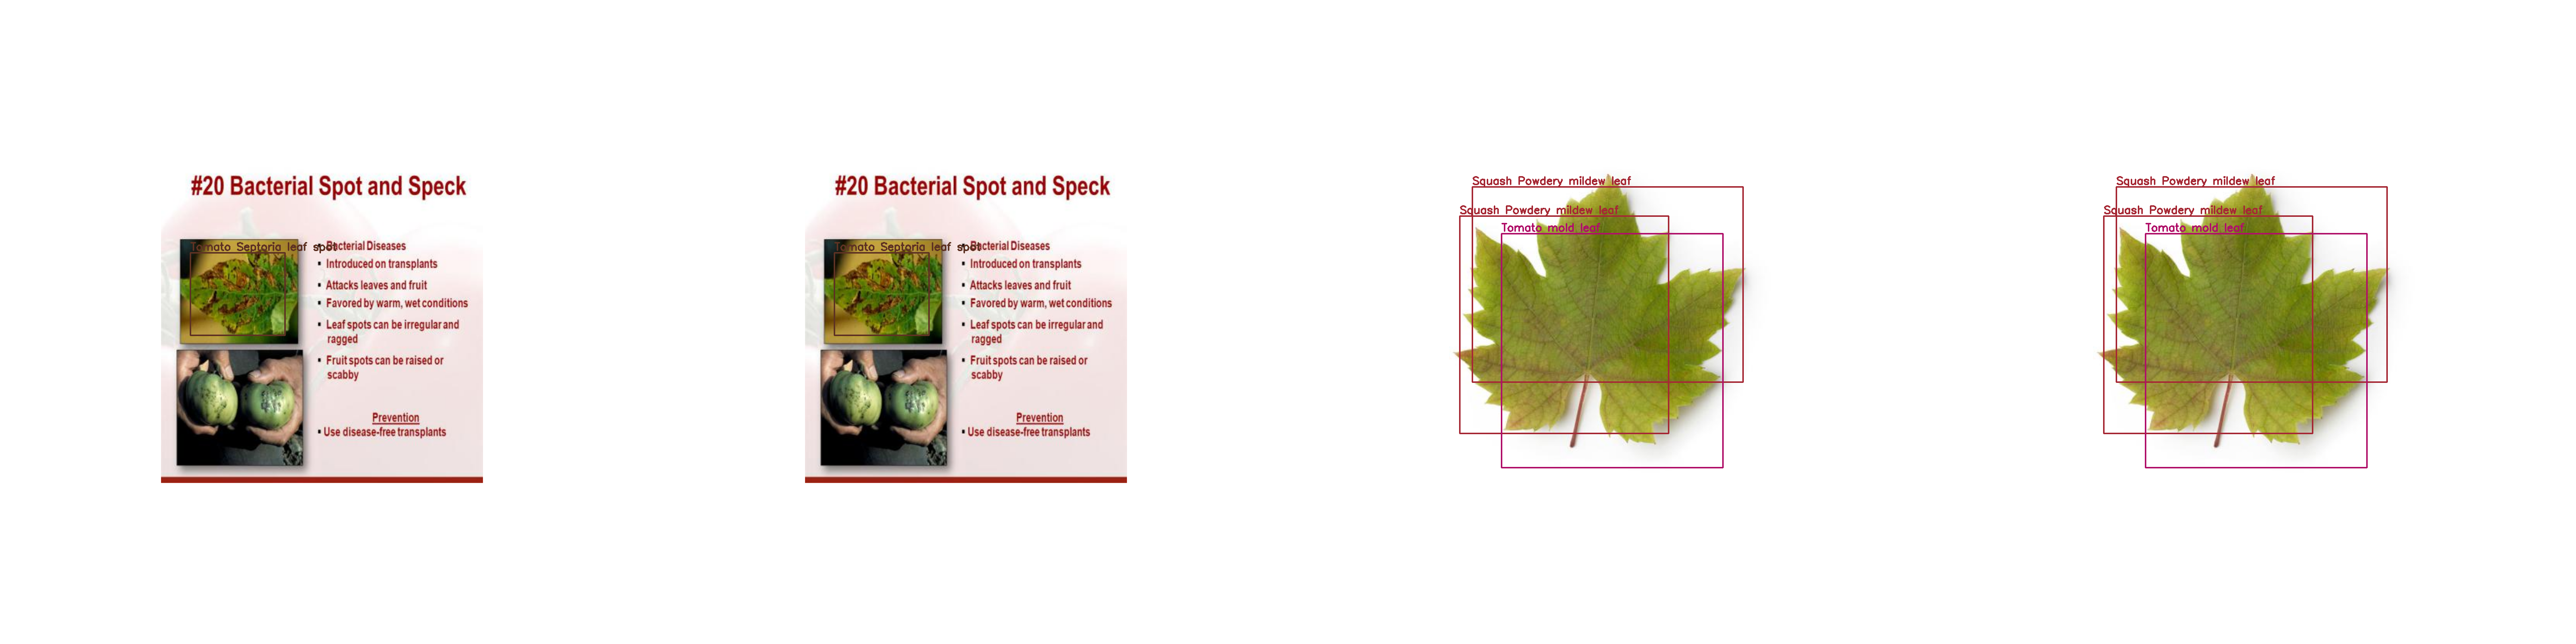 #20 Bacterial Spot and Speck
Tomato Septoria leaf spot
▪ Bacterial Diseases
▪ Introduced on transplants
▪ Attacks leaves and fruit
▪ Favored by warm, wet conditions
▪ Leaf spots can be irregular and
ragged
▪ Fruit spots can be raised or
scabby
Prevention
▪ Use disease-free transplants
#20 Bacterial Spot and Speck
Tomato Septoria leaf spot
▪ Bacterial Diseases
▪ Introduced on transplants
▪ Attacks leaves and fruit
▪ Favored by warm, wet conditions
▪ Leaf spots can be irregular and
ragged
▪ Fruit spots can be raised or
scabby
Prevention
▪ Use disease-free transplants
Squash Powdery mildew leaf
Squash Powdery mildew leaf
Tomato mold leaf
Squash Powdery mildew leaf
Squash Powdery mildew leaf
Tomato mold leaf